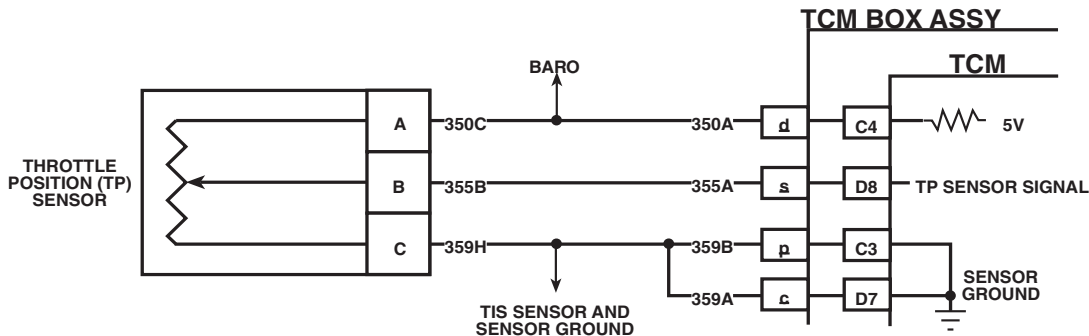 TCM BOX ASSY
TCM
BARO
A
350C
350A
d
C4
5V
THROTTLE
POSITION (TP)
SENSOR
B
355B
355A
s
D8
TP SENSOR SIGNAL
C
359H
359B
p
C3
TIS SENSOR AND
SENSOR GROUND
359A
c
D7
SENSOR
GROUND